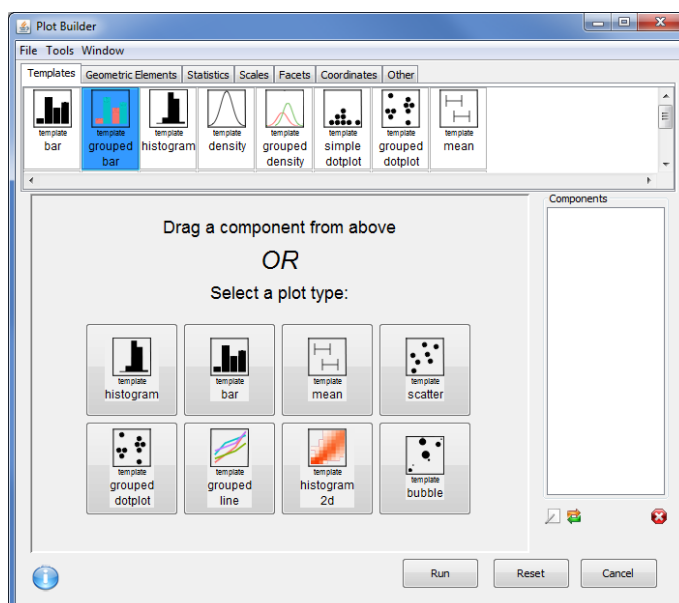 Plot Builder
File Tools Window
Templates Geometric Elements Statistics Scales Facets Coordinates Other
template template template template template template template template
bar grouped histogram density grouped simple grouped mean
bar density dotplot dotplot
Components
Drag a component from above
OR
Select a plot type:
template template template template
histogram bar mean scatter
template template template template
grouped grouped histogram bubble
dotplot line 2d
Run Reset Cancel